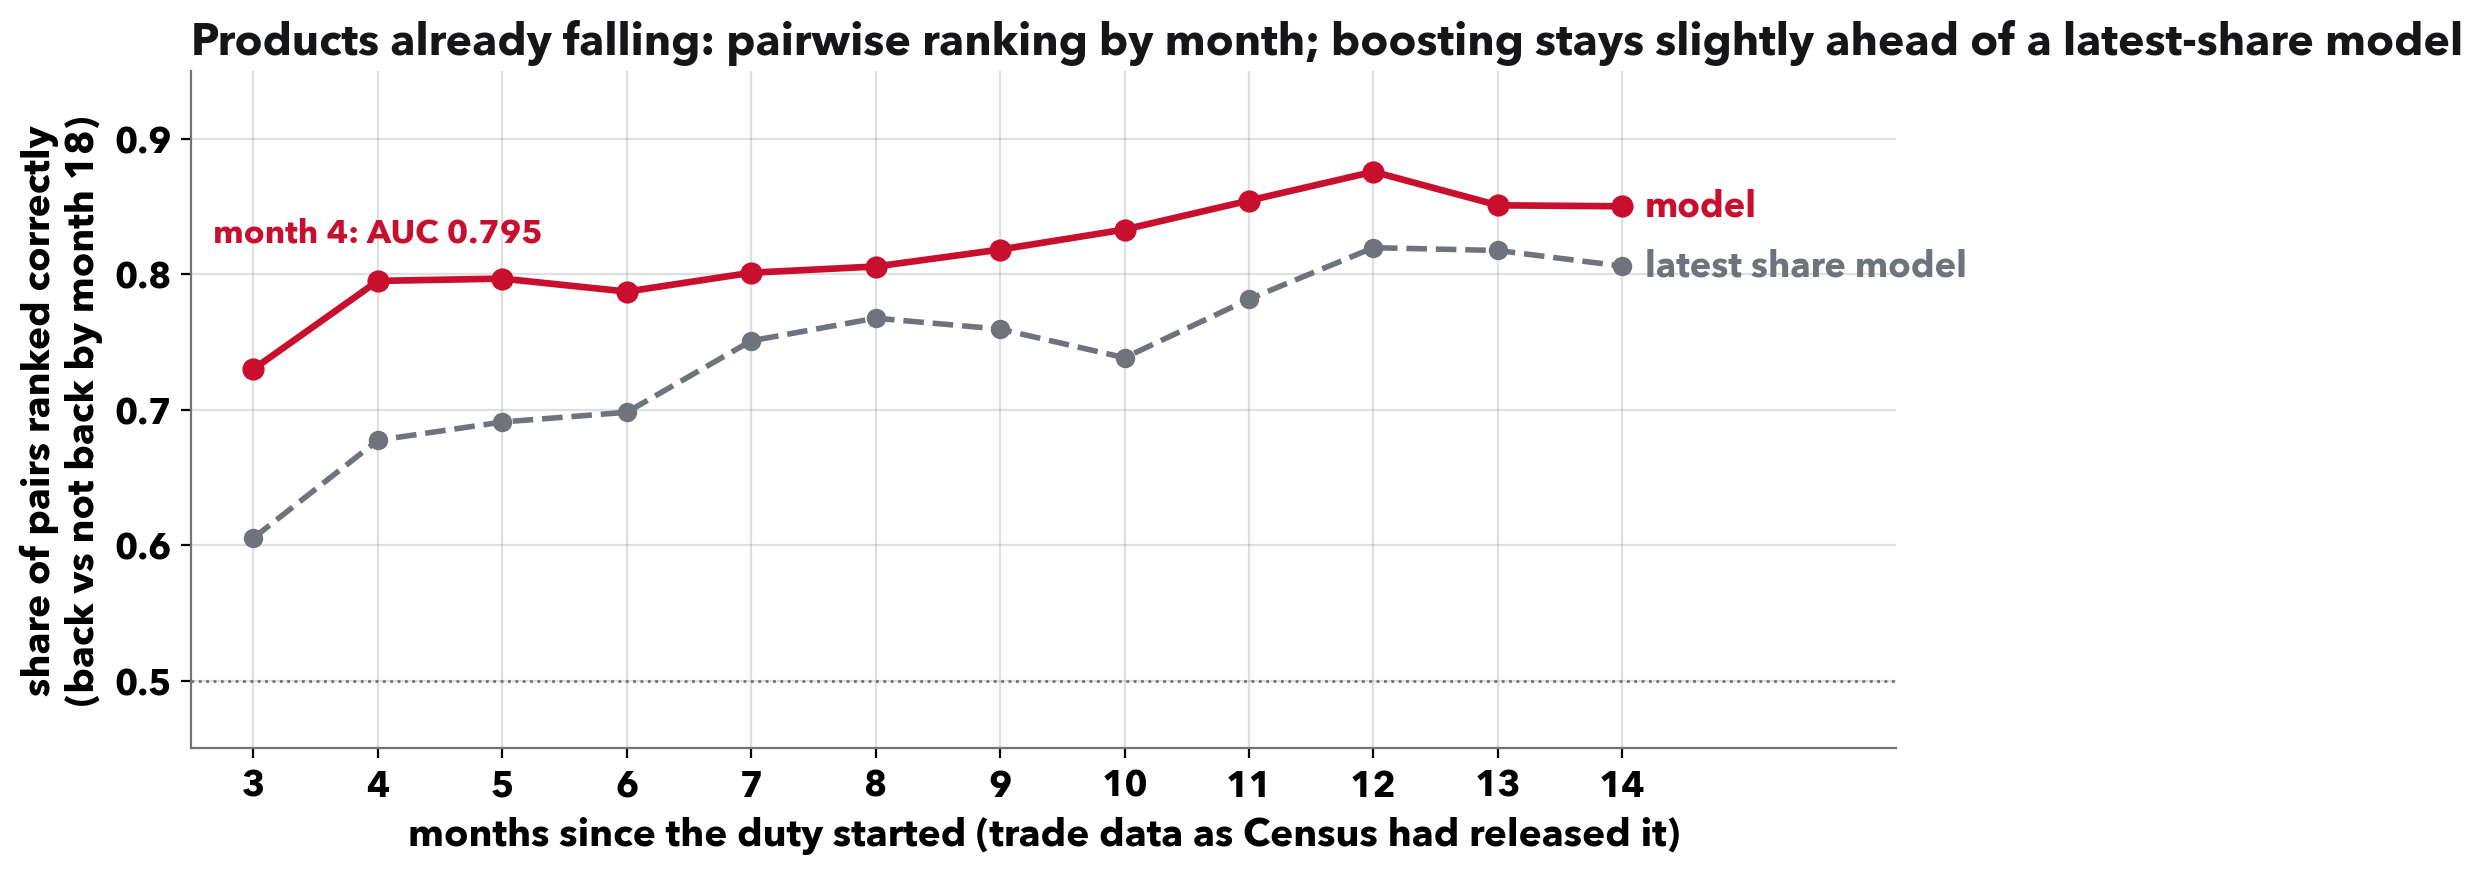 Products already falling: pairwise ranking by month; boosting stays slightly ahead of a latest-share model
share of pairs ranked correctly
(back vs not back by month 18)
0.9
0.8
0.7
0.6
0.5
month 4: AUC 0.795
model
latest share model
3 4 5 6 7 8 9 10 11 12 13 14
months since the duty started (trade data as Census had released it)